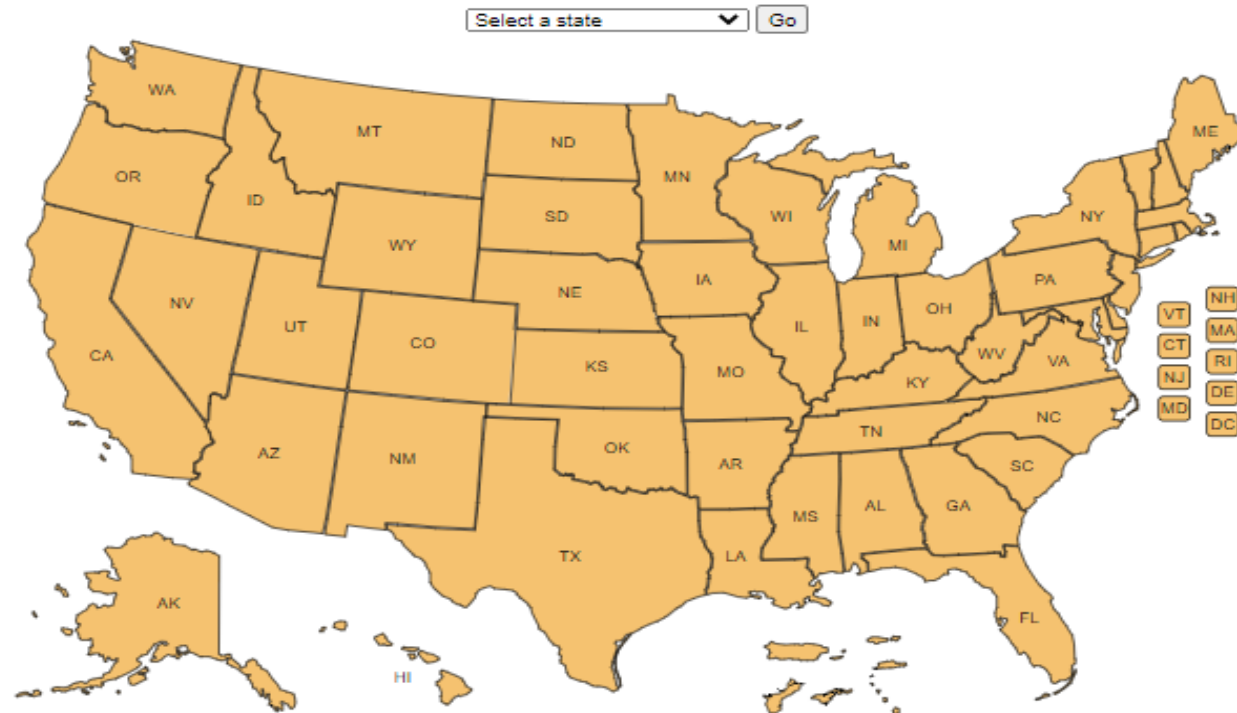 Select a state
Go
WA
MT
ND
ME
OR
MN
ID
SD
WI
NY
WY
MI
NE
IA
PA
NV
UT
CO
IL
IN
OH
NH
VT
MA
CA
KS
MO
WV
VA
CT
RI
KY
NJ
DE
MD
AZ
NM
OK
AR
TN
NC
DC
SC
MS
AL
GA
TX
LA
AK
FL
HI